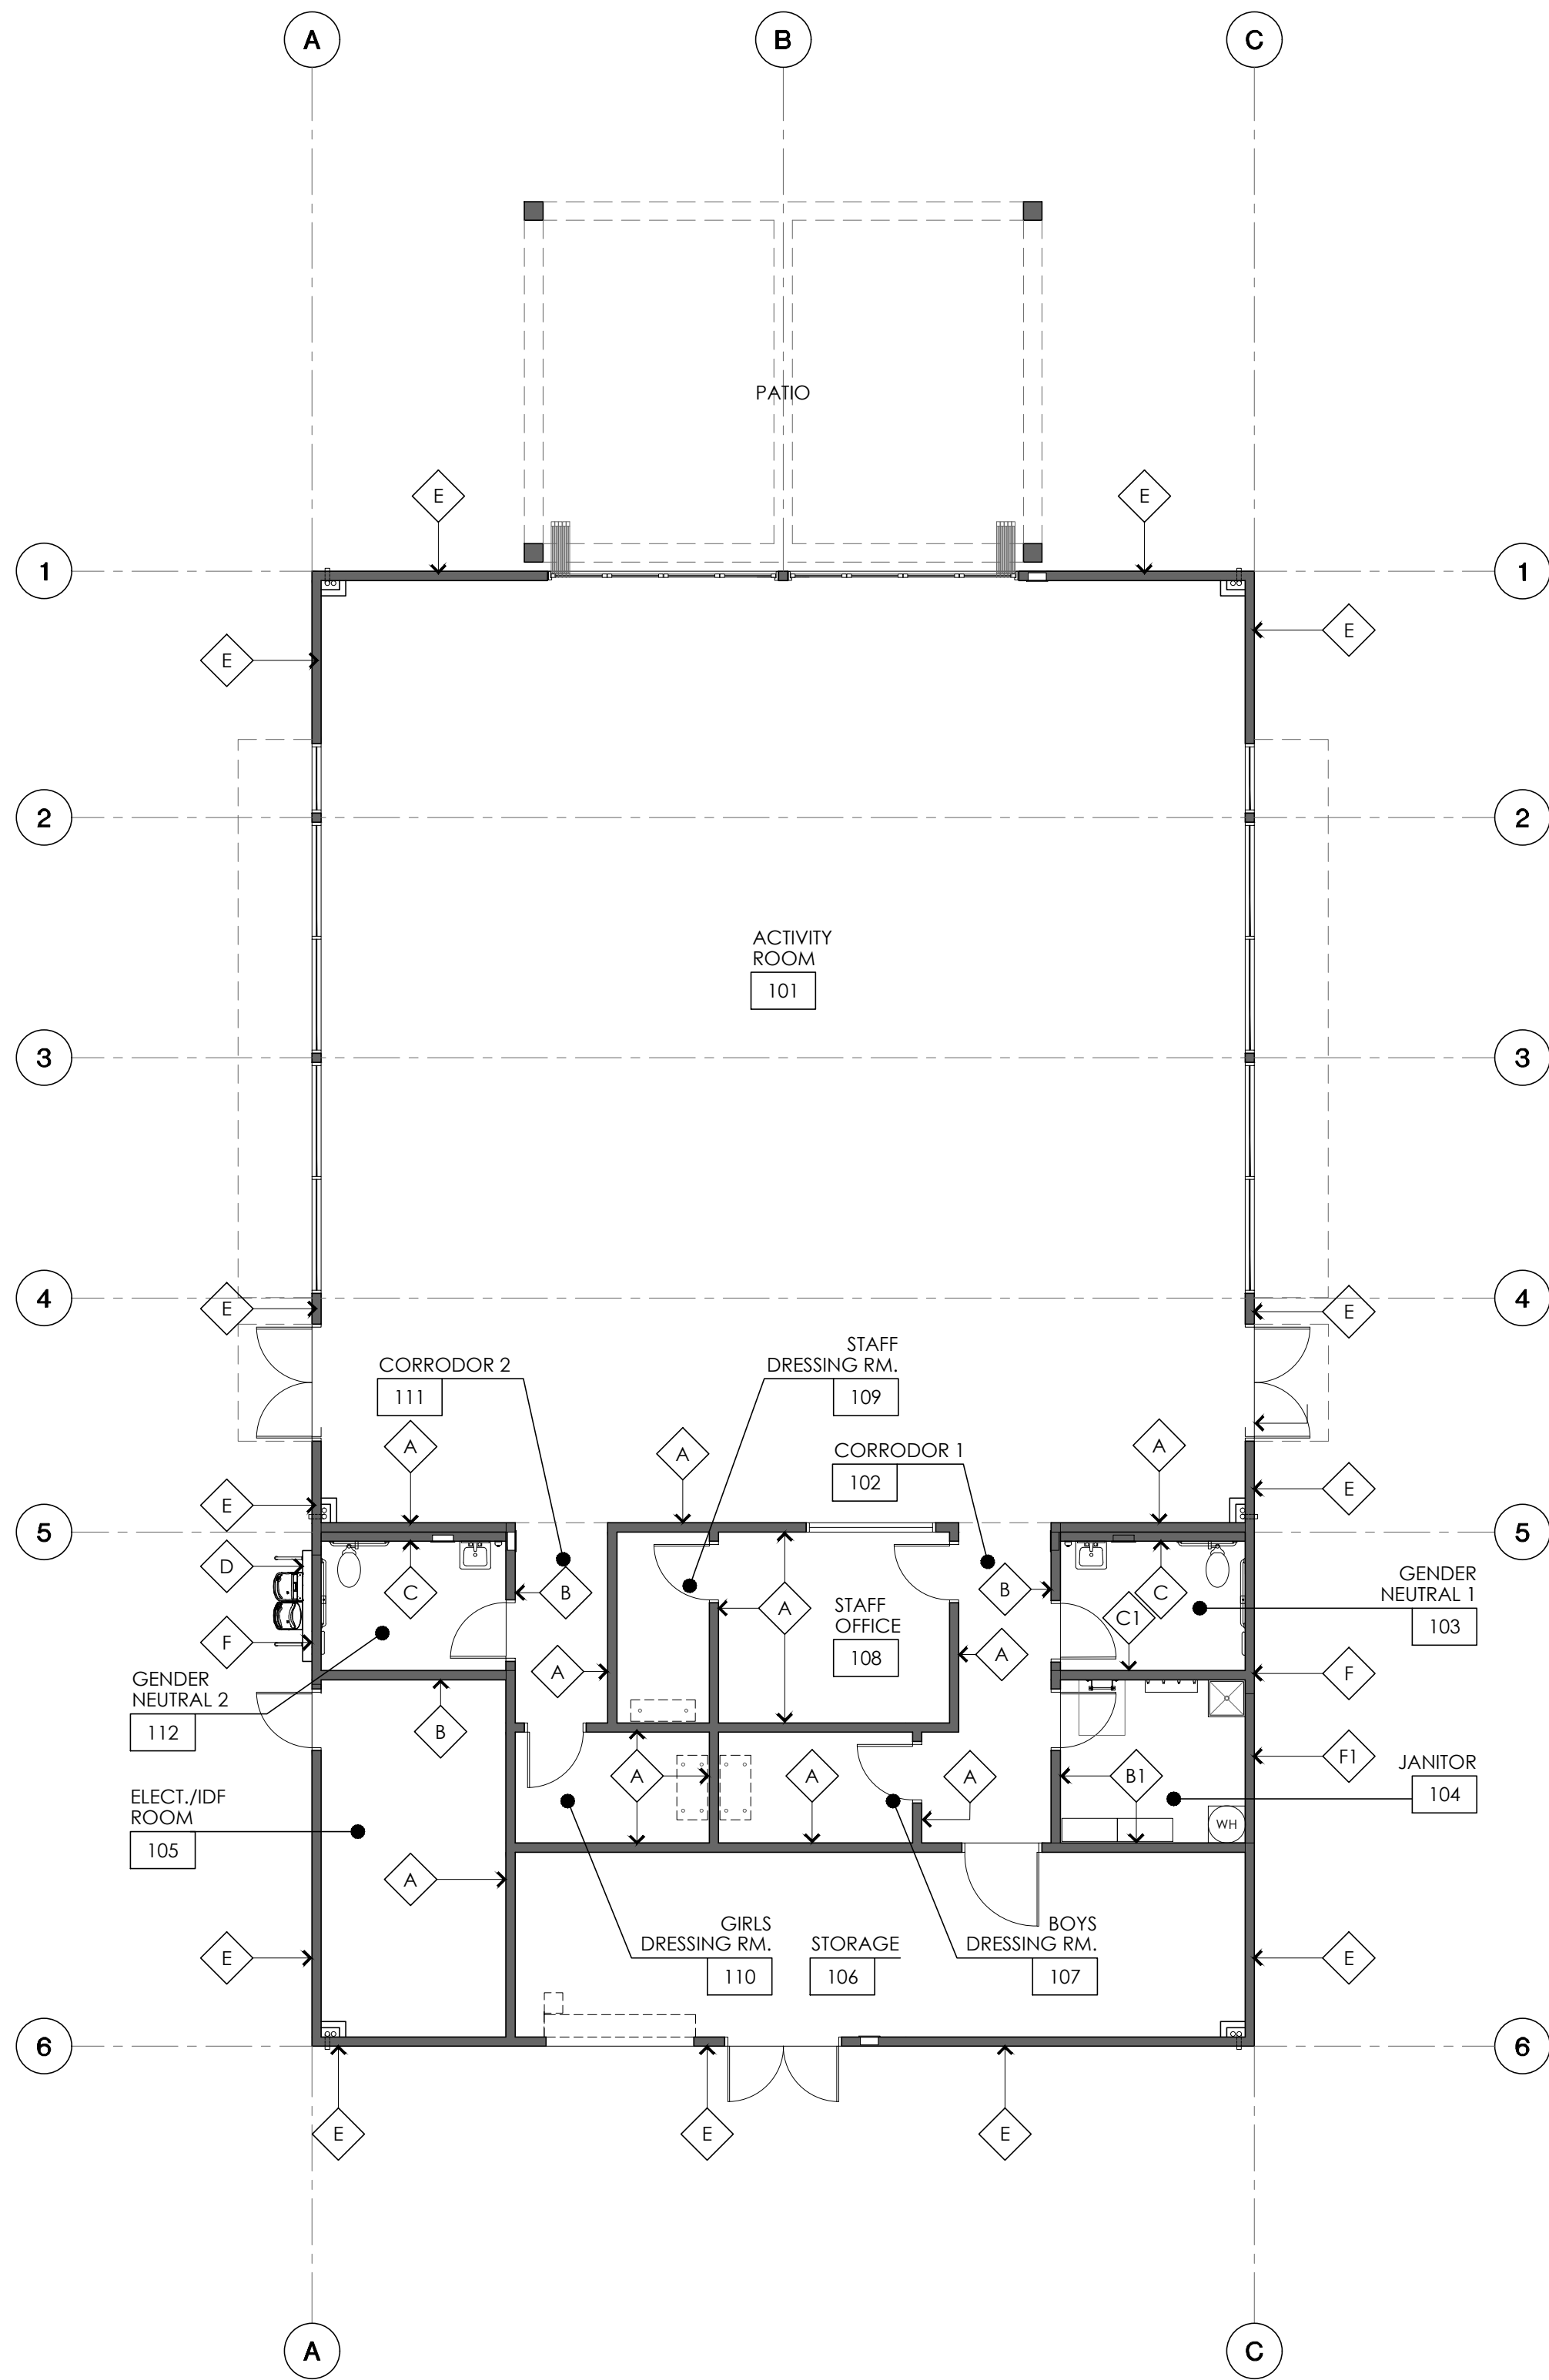 A
B
C
PATIO
E
E
1
1
E
E
2
2
ACTIVITY
ROOM
101
3
3
4
E
E
4
STAFF
DRESSING RM.
109
CORRODOR 2
111
A
A
A
CORRODOR 1
102
E
E
5
5
D
C
B
A
B
C
C1
GENDER
NEUTRAL 1
103
STAFF
OFFICE
108
F
A
A
F
GENDER
NEUTRAL 2
112
B
F1
A
A
A
B1
JANITOR
104
WH
ELECT./IDF
ROOM
105
A
GIRLS
DRESSING RM.
110
STORAGE
106
BOYS
DRESSING RM.
107
E
E
6
6
E
E
E
A
C